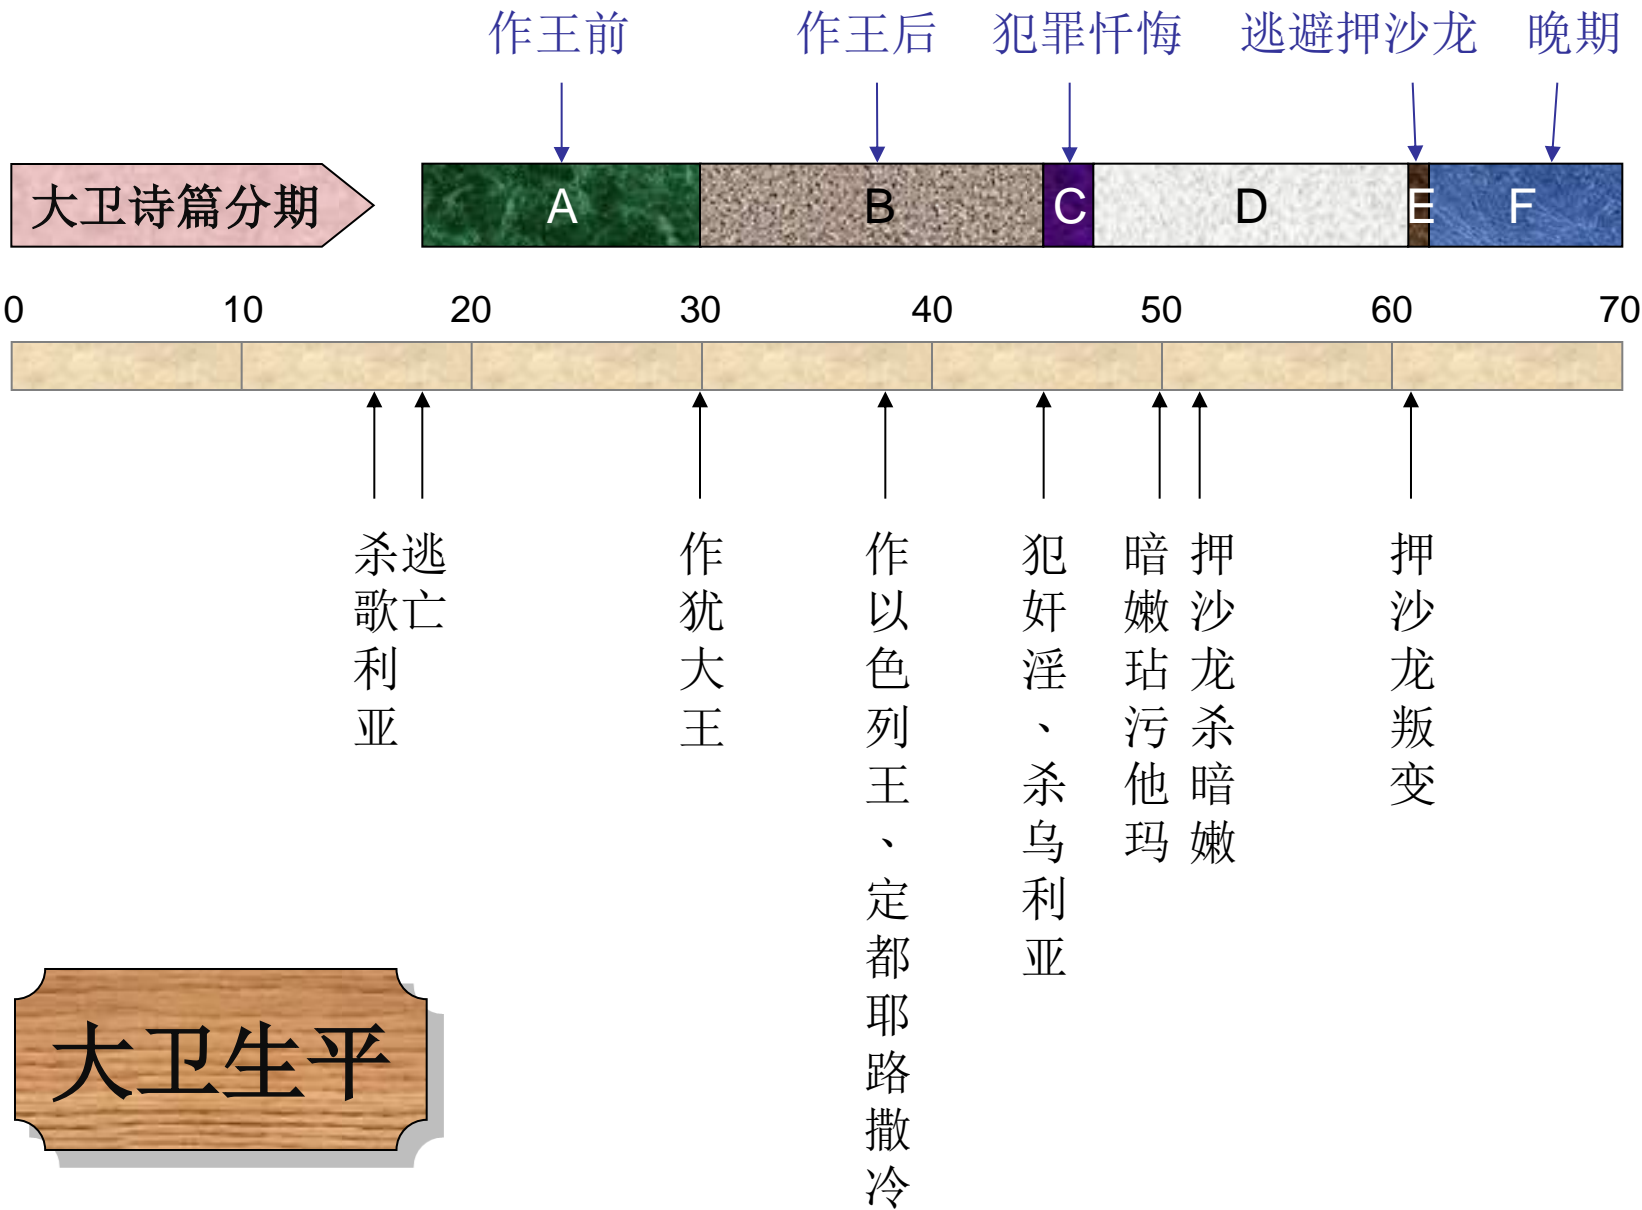 作王前 作王后 犯罪忏悔 逃避押沙龙 晚期
大卫诗篇分期 A B C D E F
0 10 20 30 40 50 60 70
杀歌利亚
逃亡
作犹大王
作以色列王、定都耶路撒冷
犯奸淫、杀乌利亚
暗嫩玷污他玛
押沙龙杀暗嫩
押沙龙叛变
大卫生平